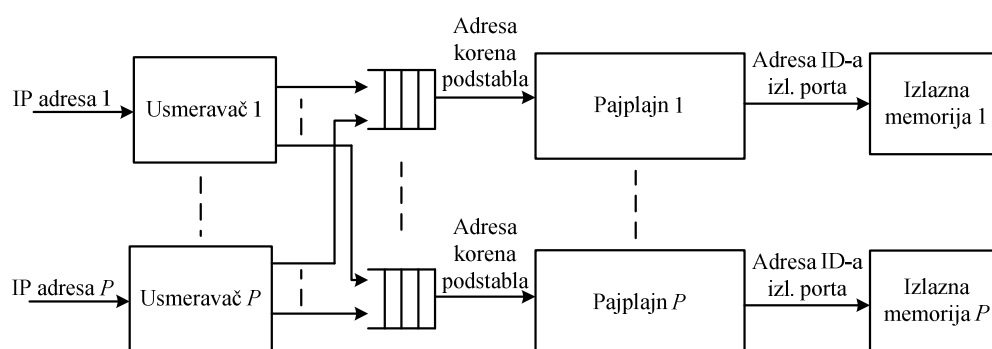 IP adresa 1
Usmeravač 1
Adresa
korena
podstabla
Pajplajn 1
Adresa ID-a
izl. porta
Izlazna
memorija 1
IP adresa P
Usmeravač P
Adresa
korena
podstabla
Pajplajn P
Adresa ID-a
izl. porta
Izlazna
memorija P